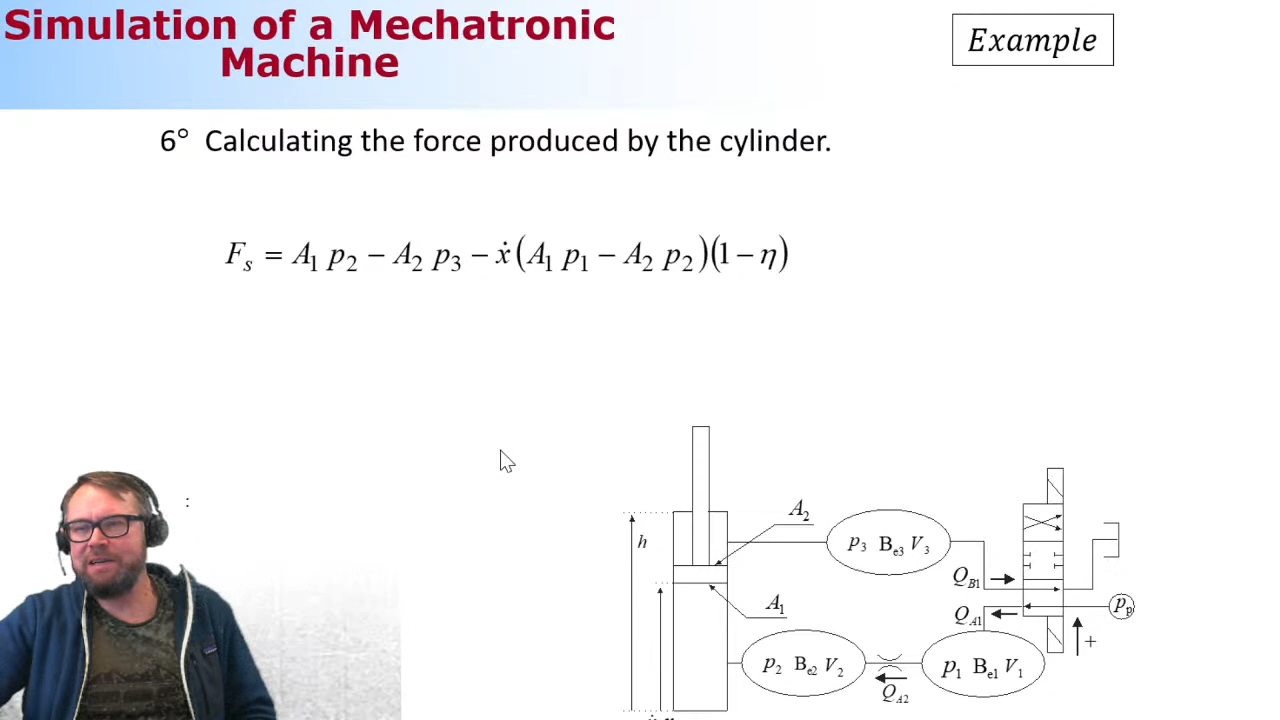 Simulation of a Mechatronic
Machine
Example
6° Calculating the force produced by the cylinder.
F_s = A_1 p_2 − A_2 p_3 − ẋ(A_1 p_1 − A_2 p_2)(1 − η)
:
h
A_2
A_1
p_3 B_e3 V_3
Q_B1
Q_A1
p_p
+
p_2 B_e2 V_2
p_1 B_e1 V_1
Q_A2